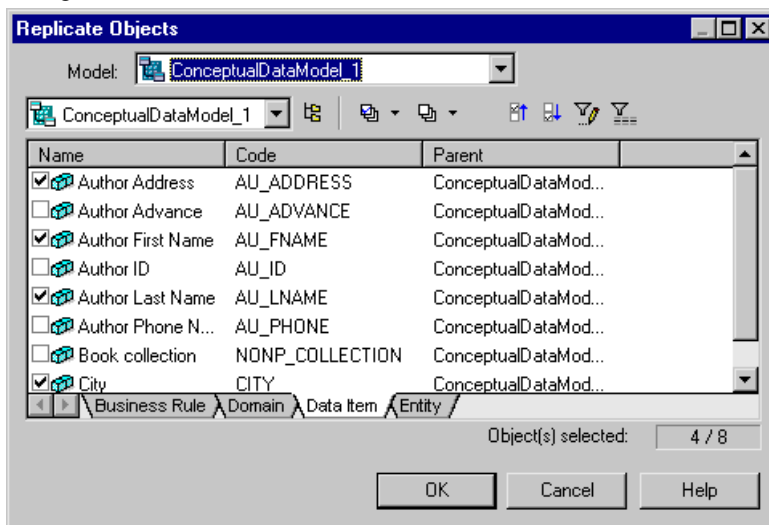 Replicate Objects
Model: ConceptualDataModel_1
ConceptualDataModel_1
Name Code Parent
Author Address AU_ADDRESS ConceptualDataMod...
Author Advance AU_ADVANCE ConceptualDataMod...
Author First Name AU_FNAME ConceptualDataMod...
Author ID AU_ID ConceptualDataMod...
Author Last Name AU_LNAME ConceptualDataMod...
Author Phone N... AU_PHONE ConceptualDataMod...
Book collection NONP_COLLECTION ConceptualDataMod...
City CITY ConceptualDataMod...
Business Rule Domain Data Item Entity
Object(s) selected: 4 / 8
OK Cancel Help